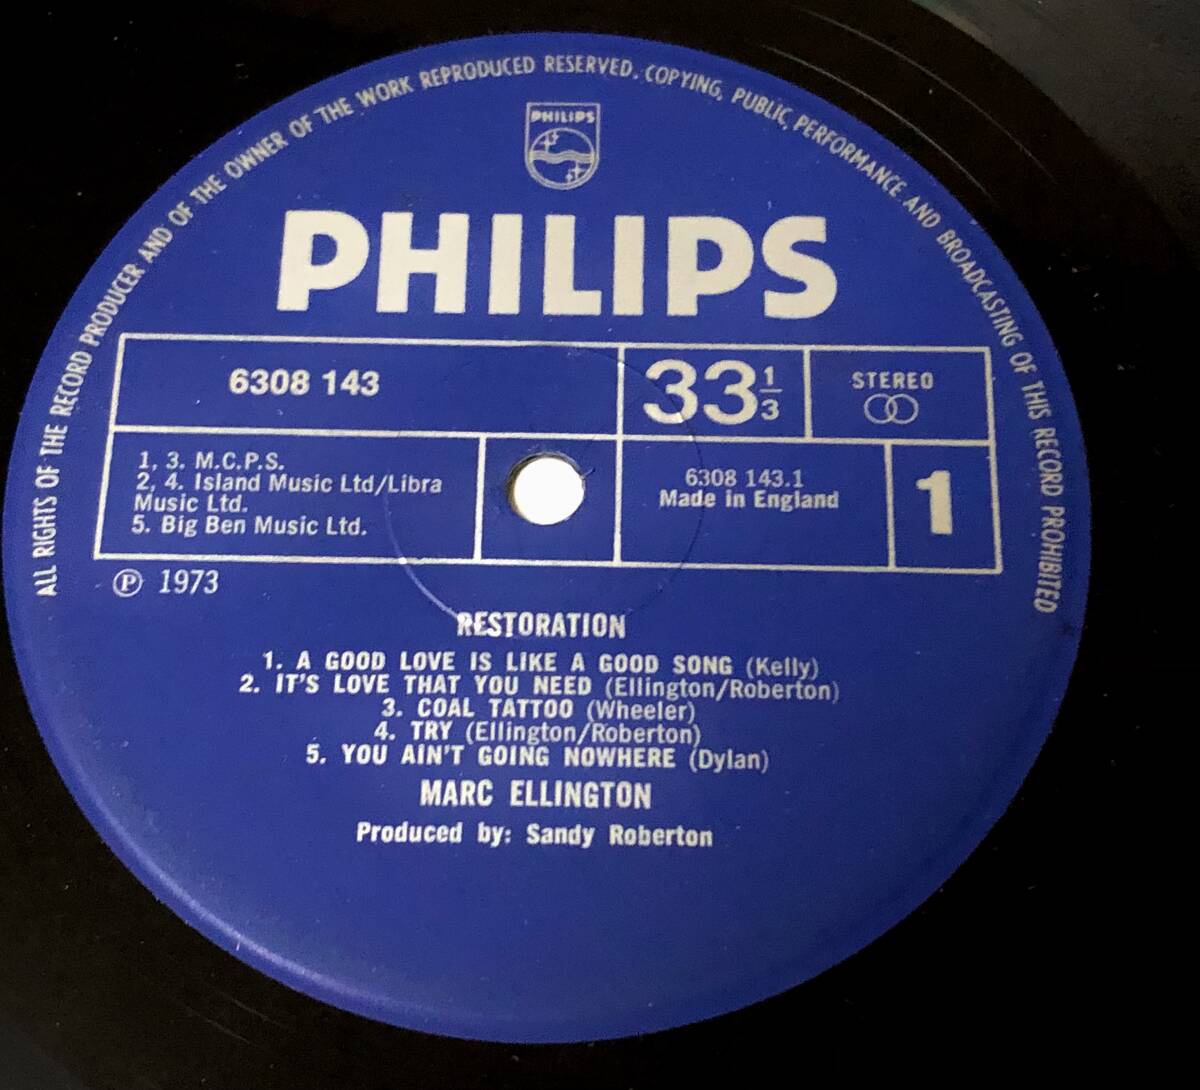 ALL RIGHTS OF THE RECORD PRODUCER AND OF THE OWNER OF THE WORK REPRODUCED RESERVED. COPYING, PUBLIC PERFORMANCE AND BROADCASTING OF THIS RECORD PROHIBITED
PHILIPS
PHILIPS
6308 143
33 1/3
STEREO
1, 3. M.C.P.S.
2, 4. Island Music Ltd/Libra
Music Ltd.
5. Big Ben Music Ltd.
6308 143.1
Made in England
1
Ⓟ 1973
RESTORATION
1. A GOOD LOVE IS LIKE A GOOD SONG (Kelly)
2. IT'S LOVE THAT YOU NEED (Ellington/Roberton)
3. COAL TATTOO (Wheeler)
4. TRY (Ellington/Roberton)
5. YOU AIN'T GOING NOWHERE (Dylan)
MARC ELLINGTON
Produced by: Sandy Roberton